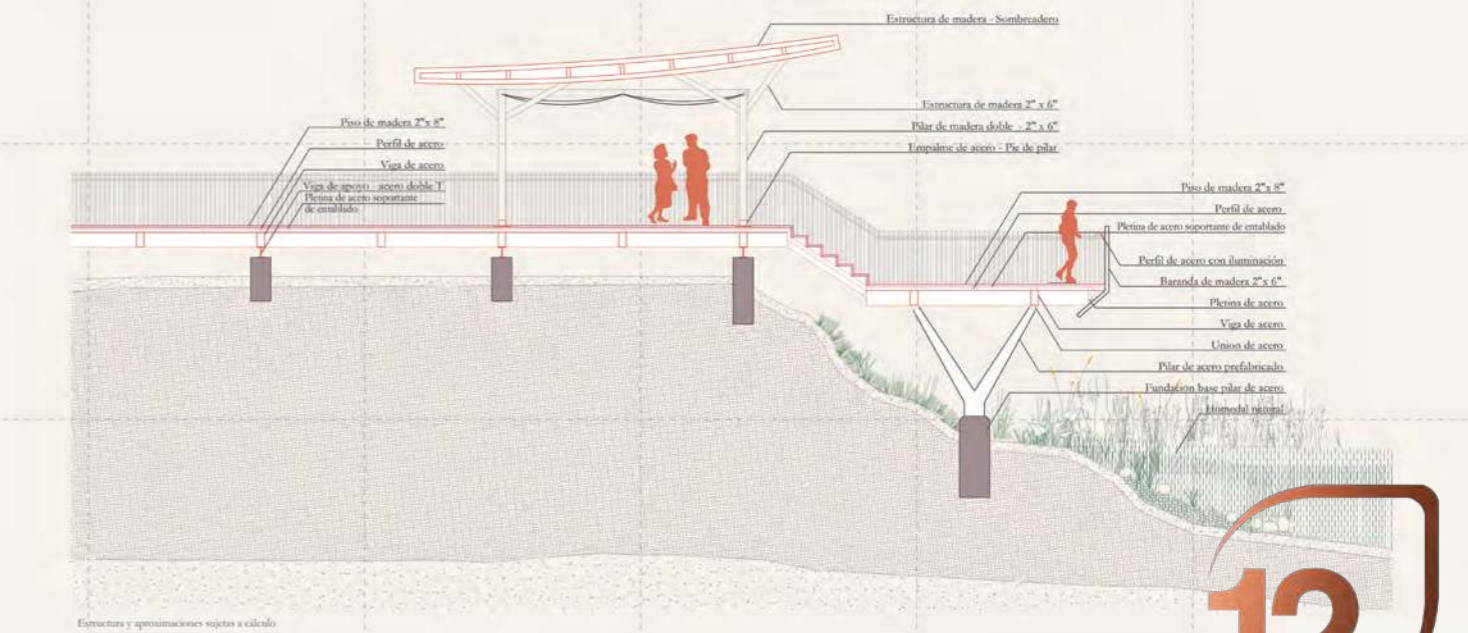 Estructura de madera - Sombreadero
Estructura de madera 2" x 6"
Pilar de madera doble - 2" x 6"
Empalme de acero - Pie de pilar
Piso de madera 2"x 8"
Perfil de acero
Viga de acero
Viga de apoyo - acero doble T
Pletina de acero soportante
de entablado
Piso de madera 2"x 8"
Perfil de acero
Pletina de acero soportante de entablado
Perfil de acero con iluminación
Baranda de madera 2"x 6"
Pletina de acero
Viga de acero
Union de acero
Pilar de acero prefabricado
Fundacion base pilar de acero
Humedal natural
Estructura y aproximaciones sujetas a cálculo
12